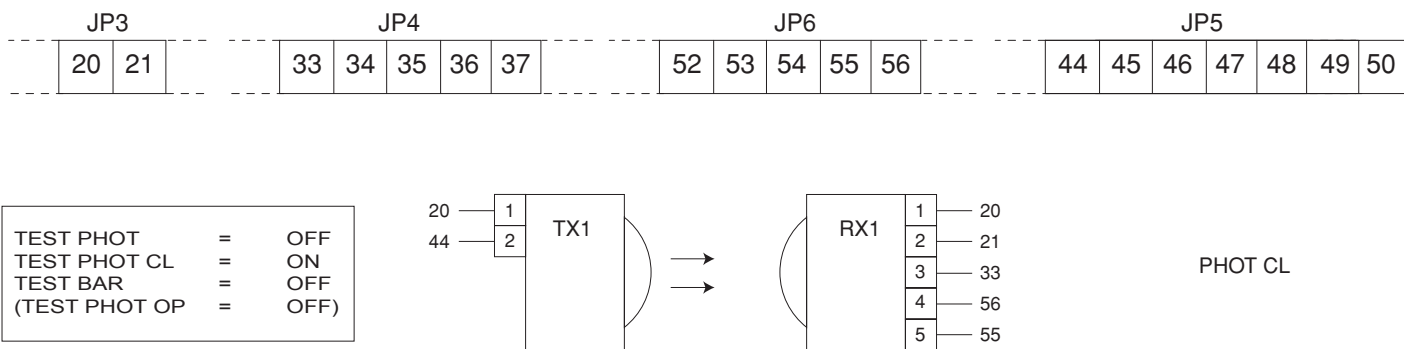 JP3 JP4 JP6 JP5
20 21 33 34 35 36 37 52 53 54 55 56 44 45 46 47 48 49 50
TEST PHOT = OFF
TEST PHOT CL = ON
TEST BAR = OFF
(TEST PHOT OP = OFF)
20 1
44 2
TX1
RX1
1 20
2 21
3 33
4 56
5 55
PHOT CL